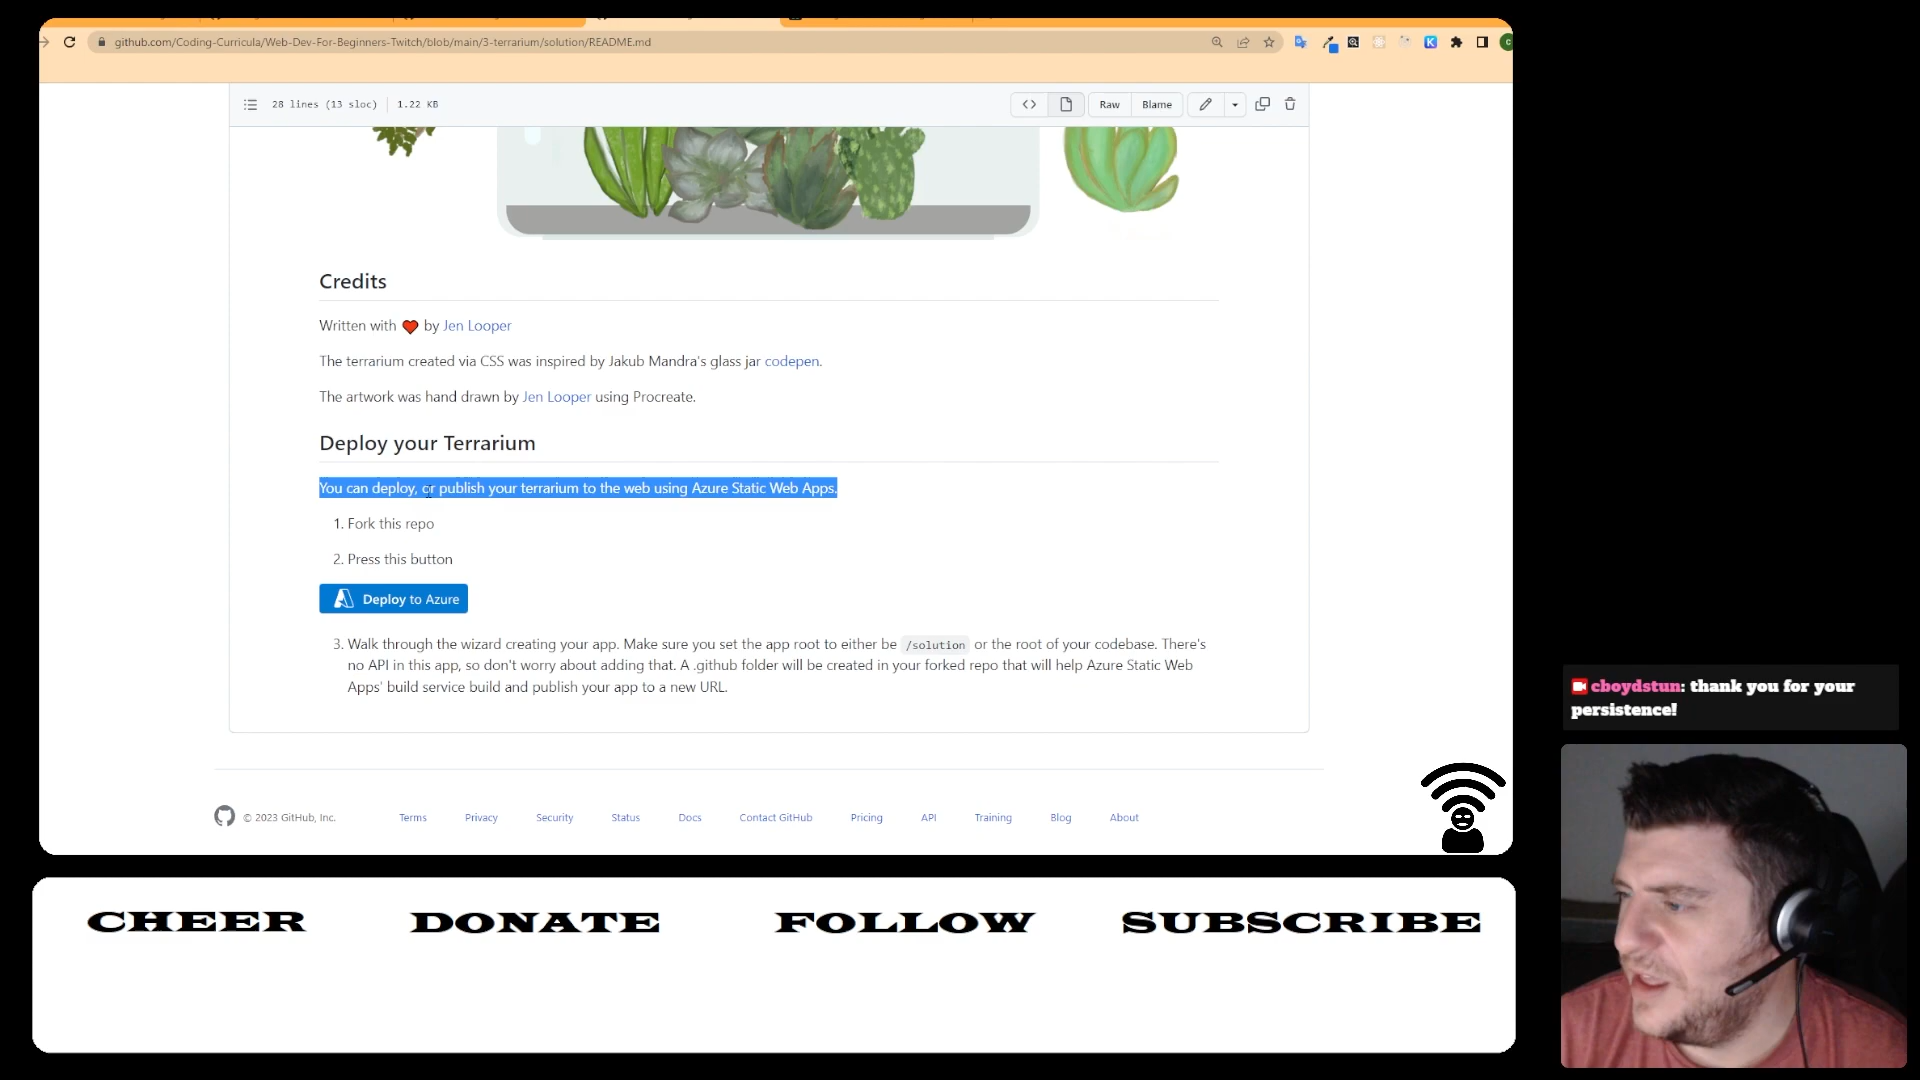 github.com/Coding-Curricula/Web-Dev-For-Beginners-Twitch/blob/main/3-terrarium/solution/README.md
28 lines (13 sloc) 1.22 KB
Raw Blame
Credits
Written with ❤ by Jen Looper
The terrarium created via CSS was inspired by Jakub Mandra's glass jar codepen.
The artwork was hand drawn by Jen Looper using Procreate.
Deploy your Terrarium
You can deploy, or publish your terrarium to the web using Azure Static Web Apps.
1. Fork this repo
2. Press this button
Deploy to Azure
3. Walk through the wizard creating your app. Make sure you set the app root to either be /solution or the root of your codebase. There's
no API in this app, so don't worry about adding that. A .github folder will be created in your forked repo that will help Azure Static Web
Apps' build service build and publish your app to a new URL.
© 2023 GitHub, Inc. Terms Privacy Security Status Docs Contact GitHub Pricing API Training Blog About
cboydstun: thank you for your
persistence!
CHEER DONATE FOLLOW SUBSCRIBE